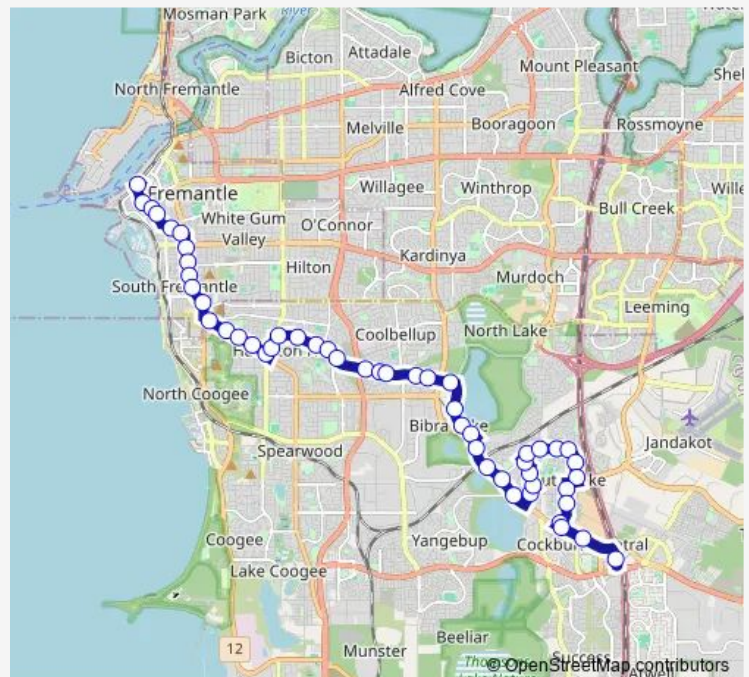 Mosman Park
River
Bicton
Attadale
Mount Pleasant
North Fremantle
Alfred Cove
Melville
Booragoon
Rossmoyne
Fremantle
Willagee
Winthrop
White Gum
Valley
O'Connor
Bull Creek
Kardinya
Hilton
Murdoch
South Fremantle
Leeming
Coolbellup
North Lake
North Coogee
Bibra Lake
Jandakot
Spearwood
Coogee
Yangebup
Cockburn Central
Lake Coogee
Beeliar
12
Munster
Success
© OpenStreetMap contributors